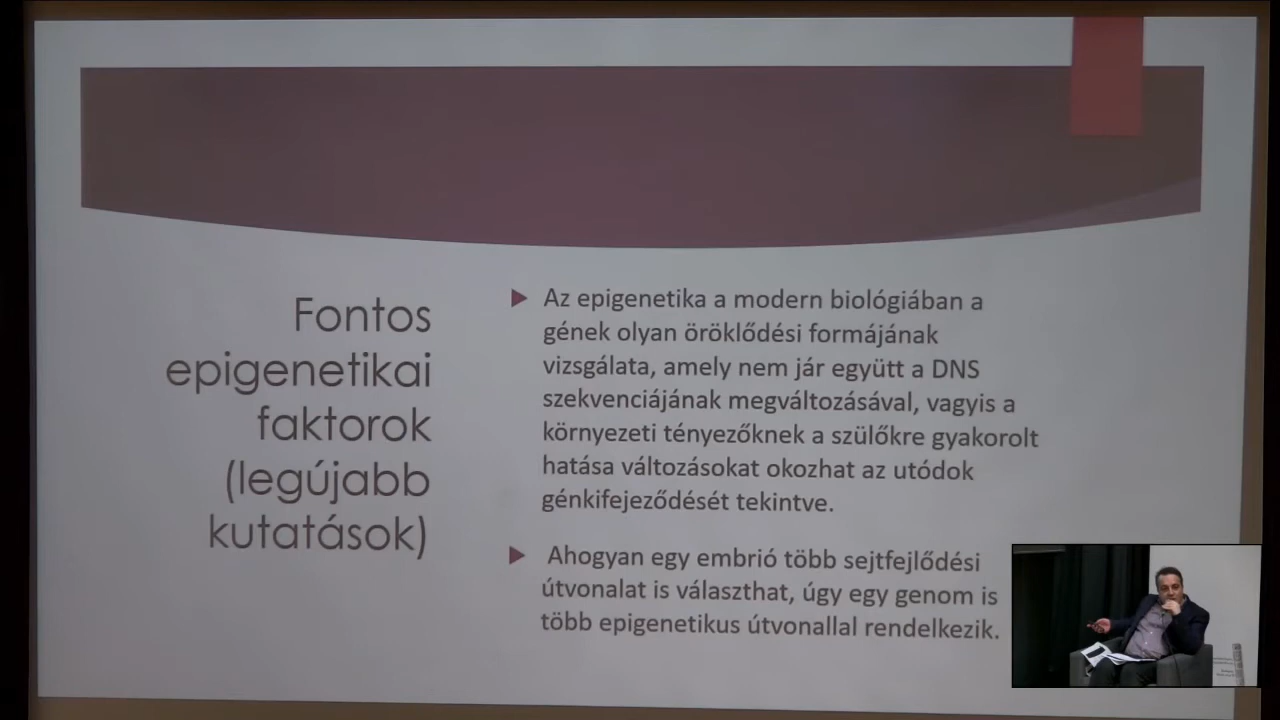 Fontos
epigenetikai
faktorok
(legújabb
kutatások)
Az epigenetika a modern biológiában a
gének olyan öröklődési formájának
vizsgálata, amely nem jár együtt a DNS
szekvenciájának megváltozásával, vagyis a
környezeti tényezőknek a szülőkre gyakorolt
hatása változásokat okozhat az utódok
génkifejeződését tekintve.
Ahogyan egy embrió több sejtfejlődési
útvonalat is választhat, úgy egy genom is
több epigenetikus útvonallal rendelkezik.